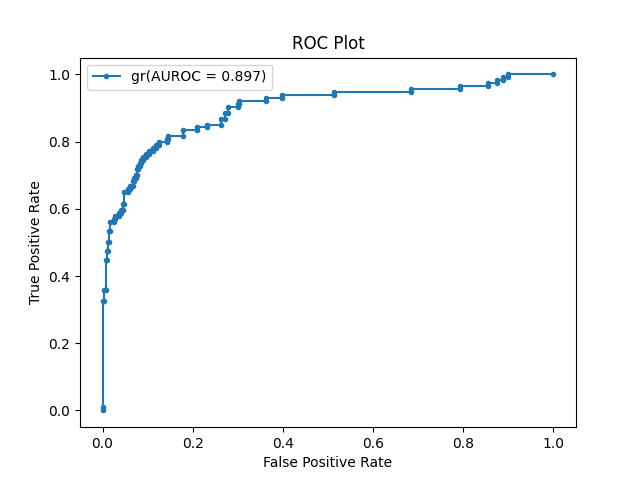 ROC Plot
gr(AUROC = 0.897)
1.0
0.8
0.6
0.4
0.2
0.0
True Positive Rate
0.0 0.2 0.4 0.6 0.8 1.0
False Positive Rate